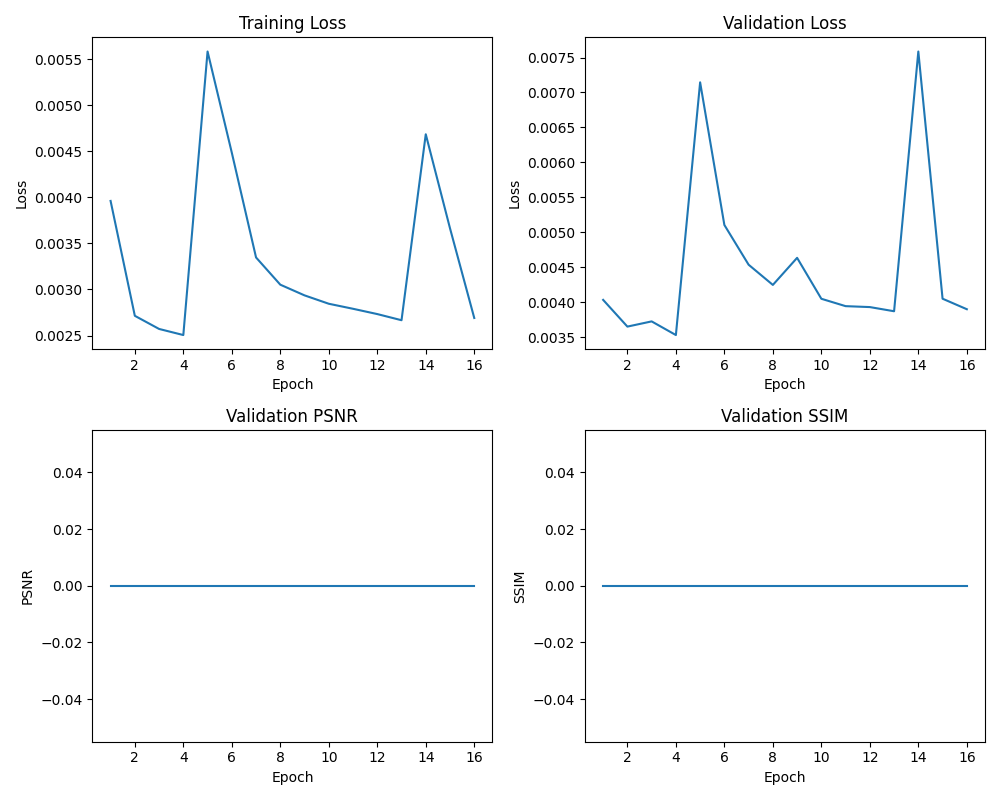 Training Loss
0.0055
0.0050
0.0045
0.0040
0.0035
0.0030
0.0025
Loss
2 4 6 8 10 12 14 16
Epoch
Validation Loss
0.0075
0.0070
0.0065
0.0060
0.0055
0.0050
0.0045
0.0040
0.0035
Loss
2 4 6 8 10 12 14 16
Epoch
Validation PSNR
0.04
0.02
0.00
−0.02
−0.04
PSNR
2 4 6 8 10 12 14 16
Epoch
Validation SSIM
0.04
0.02
0.00
−0.02
−0.04
SSIM
2 4 6 8 10 12 14 16
Epoch